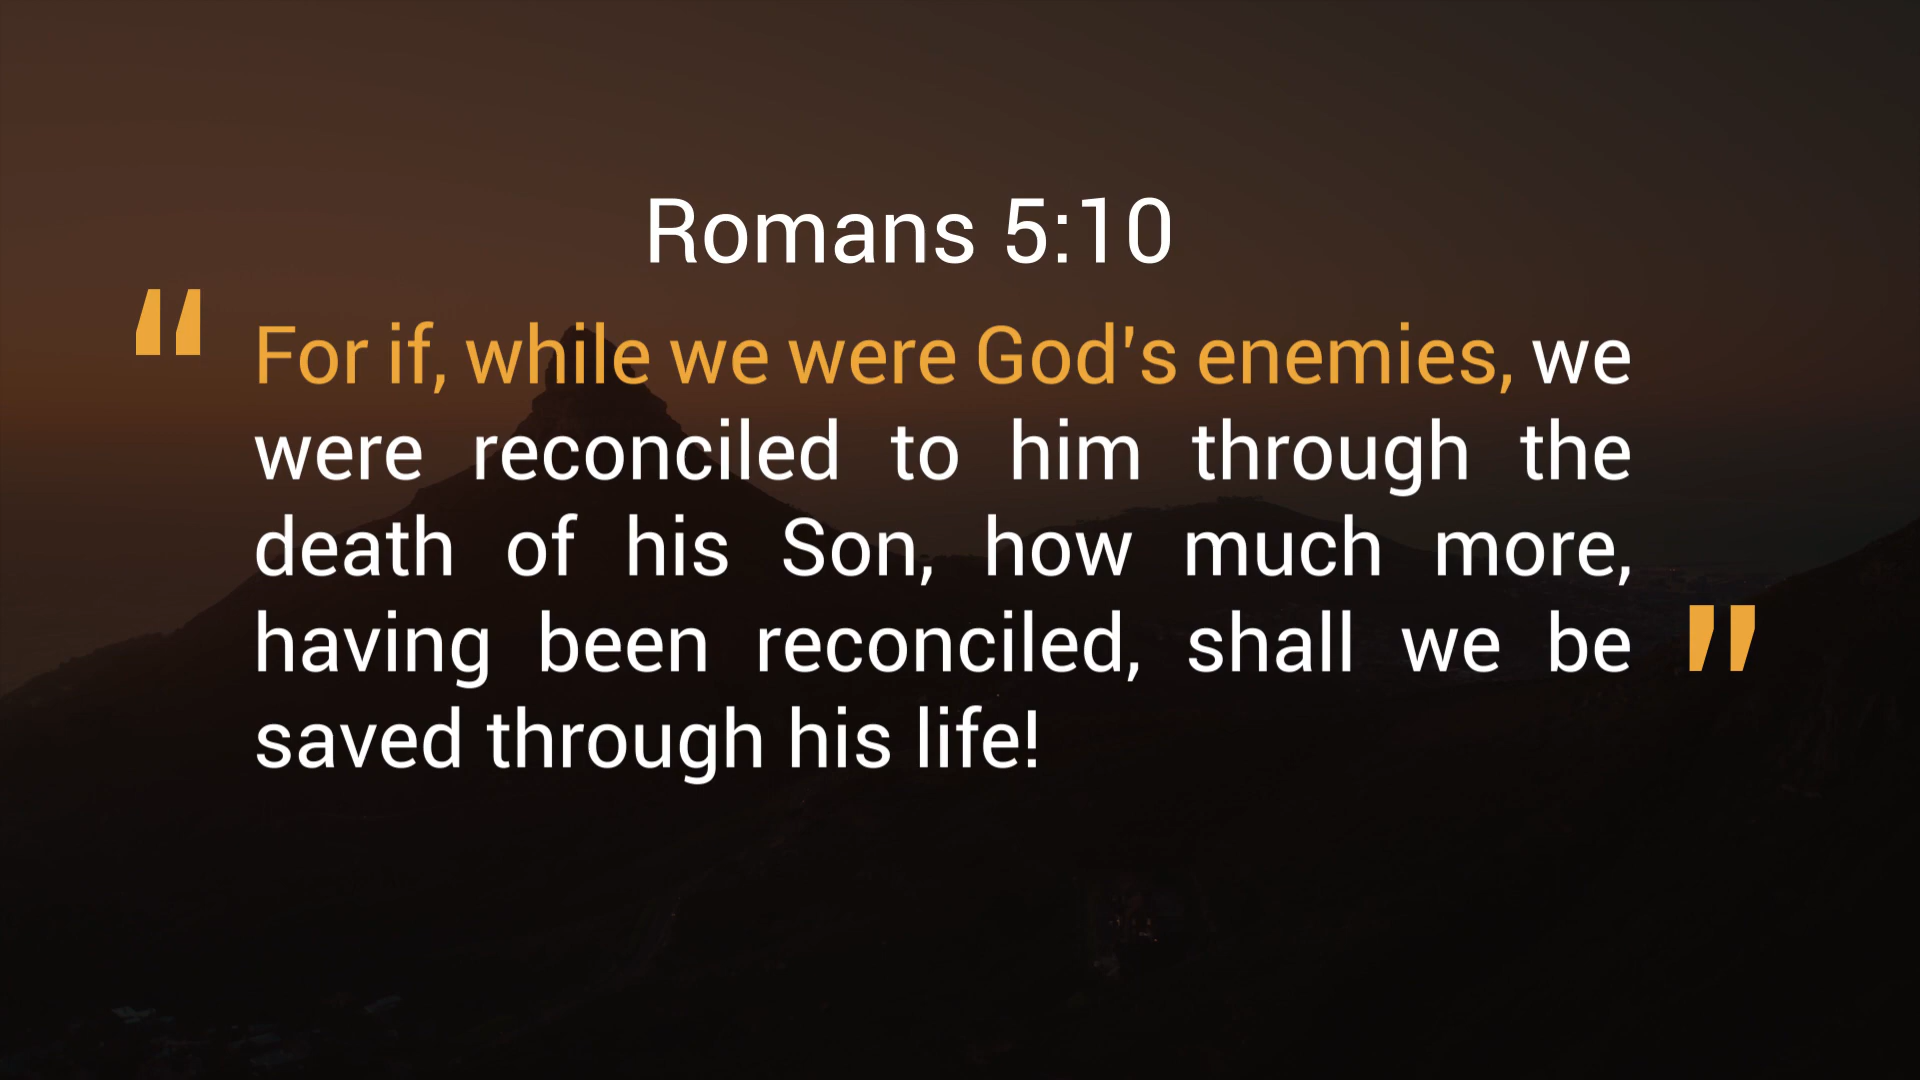 Romans 5:10
“For if, while we were God's enemies, we
were reconciled to him through the
death of his Son, how much more,
having been reconciled, shall we be
saved through his life!”